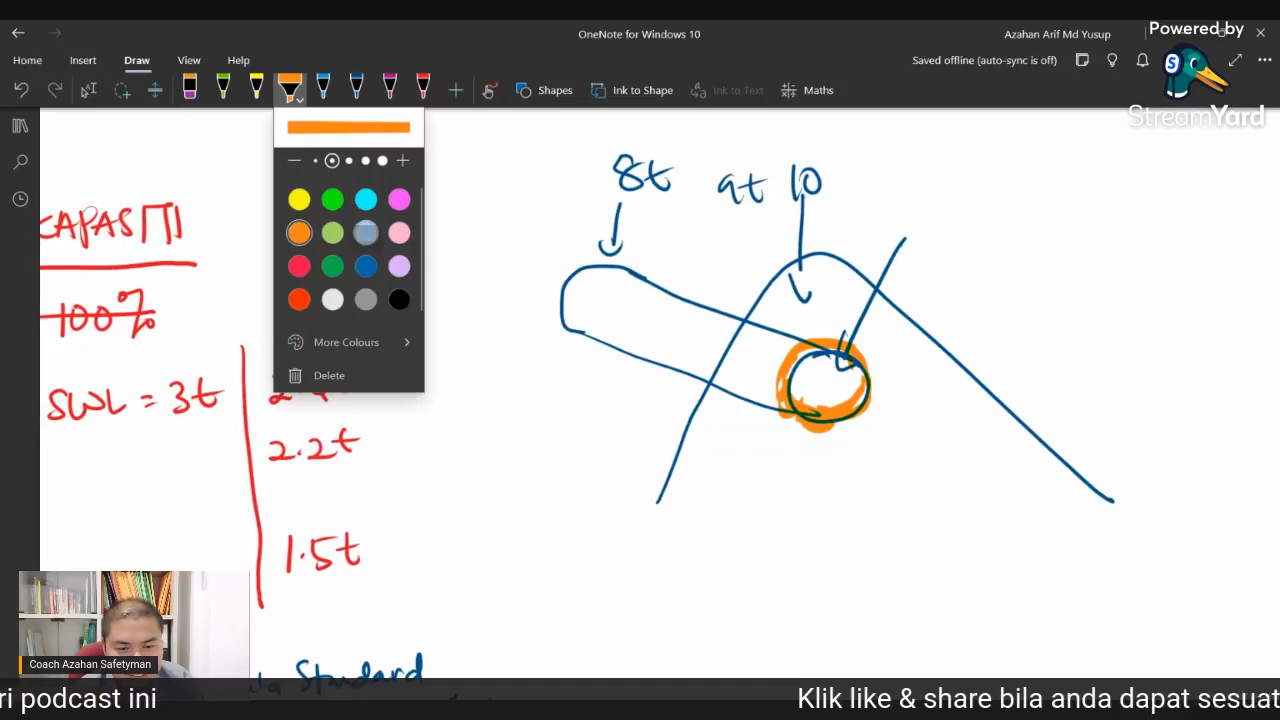 Powered by
OneNote for Windows 10
Azahan Arif Md Yusup
Home Insert Draw View Help
Saved offline (auto-sync is off)
Shapes Ink to Shape Ink to Text Maths
StreamYard
More Colours
Delete
8t 9t 10
KAPASITI
100%
SWL = 3t
2.2t
1.5t
Standard
Coach Azahan Safetyman
ri podcast ini Klik like & share bila anda dapat sesuat